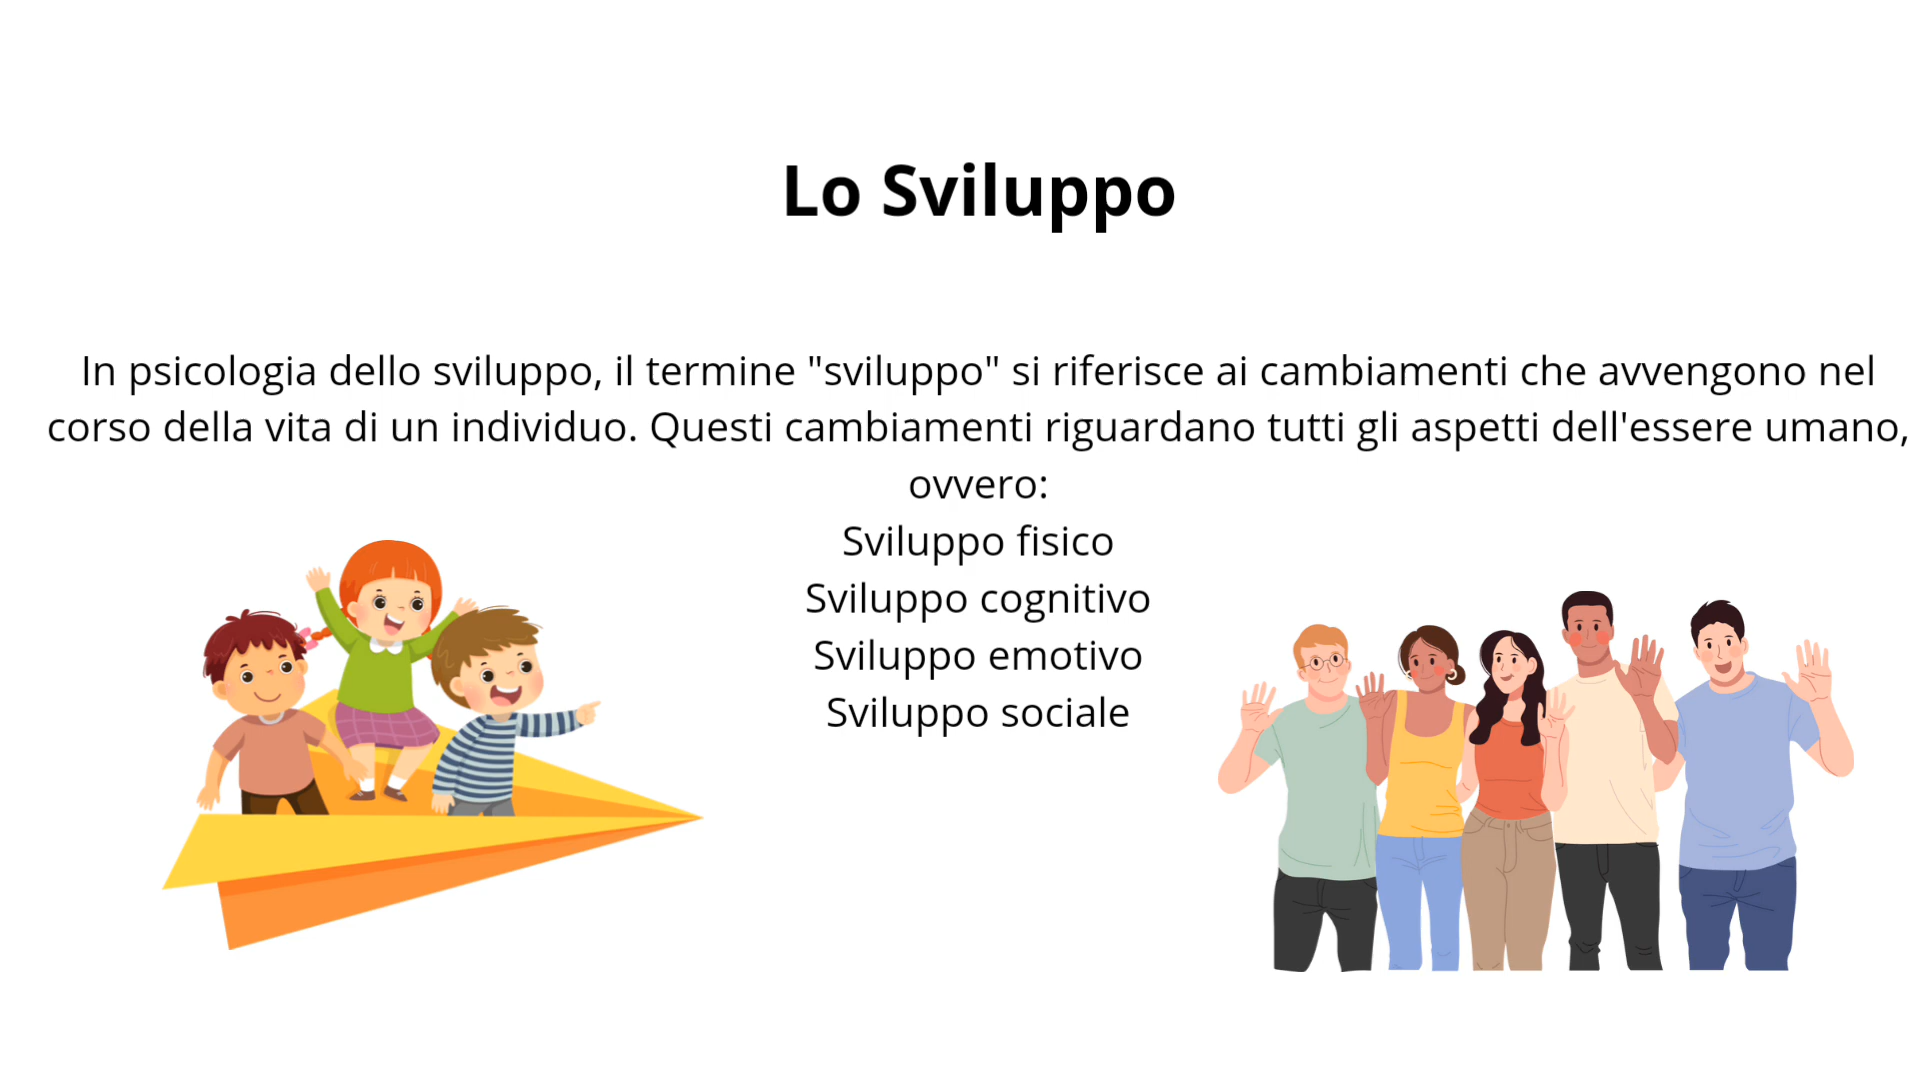 Lo Sviluppo
In psicologia dello sviluppo, il termine "sviluppo" si riferisce ai cambiamenti che avvengono nel
corso della vita di un individuo. Questi cambiamenti riguardano tutti gli aspetti dell'essere umano,
ovvero:
Sviluppo fisico
Sviluppo cognitivo
Sviluppo emotivo
Sviluppo sociale